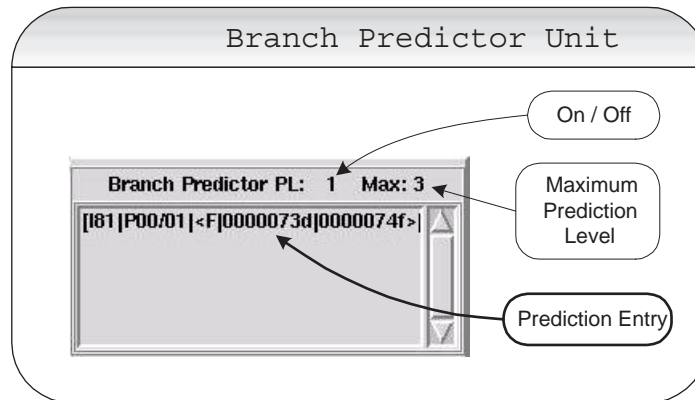 Branch Predictor Unit
On / Off
Branch Predictor PL: 1 Max: 3
Maximum
Prediction
Level
[I81|P00/01|<F|0000073d|0000074f>|
Prediction Entry